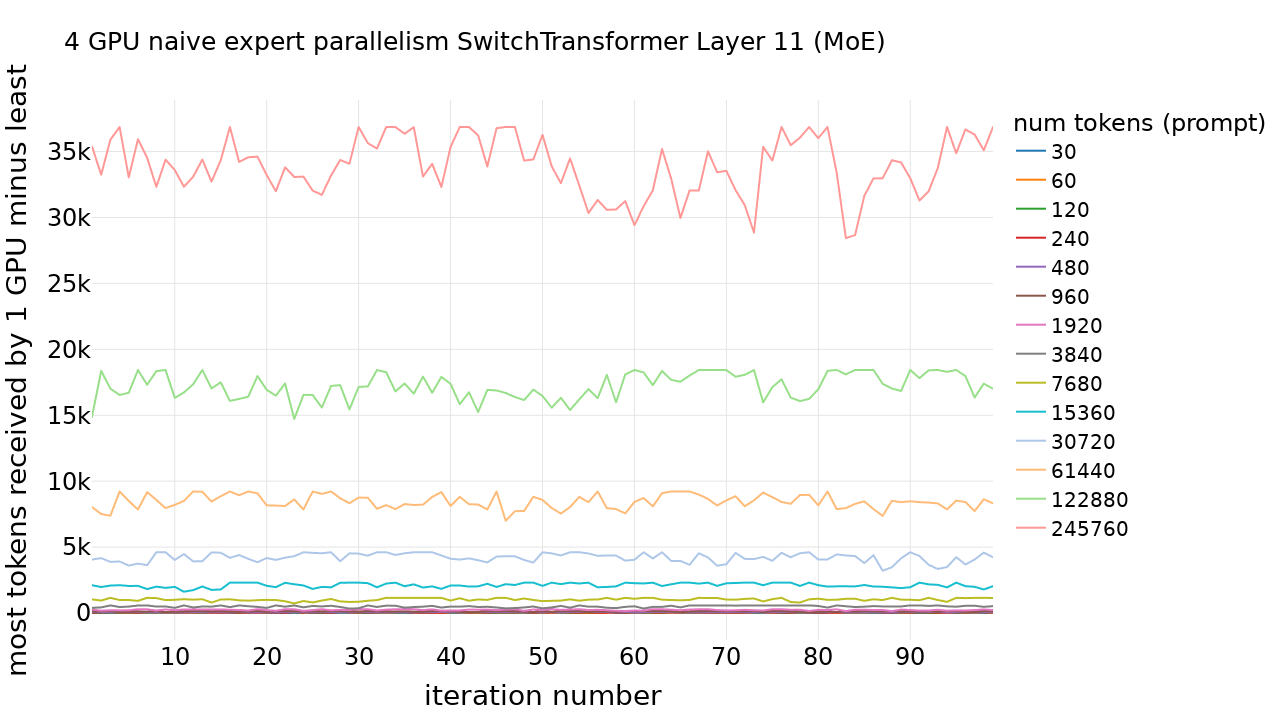 4 GPU naive expert parallelism SwitchTransformer Layer 11 (MoE)
most tokens received by 1 GPU minus least
35k
30k
25k
20k
15k
10k
5k
0
10 20 30 40 50 60 70 80 90
iteration number
num tokens (prompt)
30
60
120
240
480
960
1920
3840
7680
15360
30720
61440
122880
245760